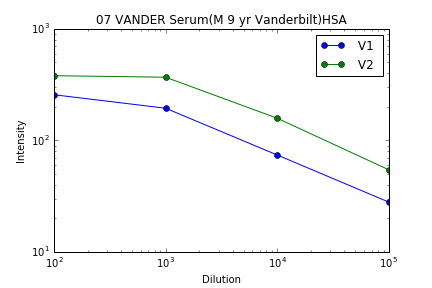 07 VANDER Serum(M 9 yr Vanderbilt)HSA
10³
V1
V2
10²
10¹
Intensity
10² 10³ 10⁴ 10⁵
Dilution